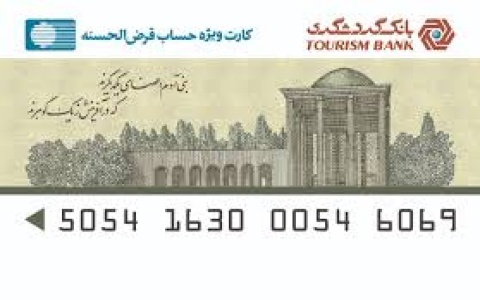 بانک گردشگری
TOURISM BANK
کارت ویژه حساب قرض‌الحسنه
بنی آدم اعضای یکدیگرند
که در آفرینش ز یک گوهرند
5054 1630 0054 6069